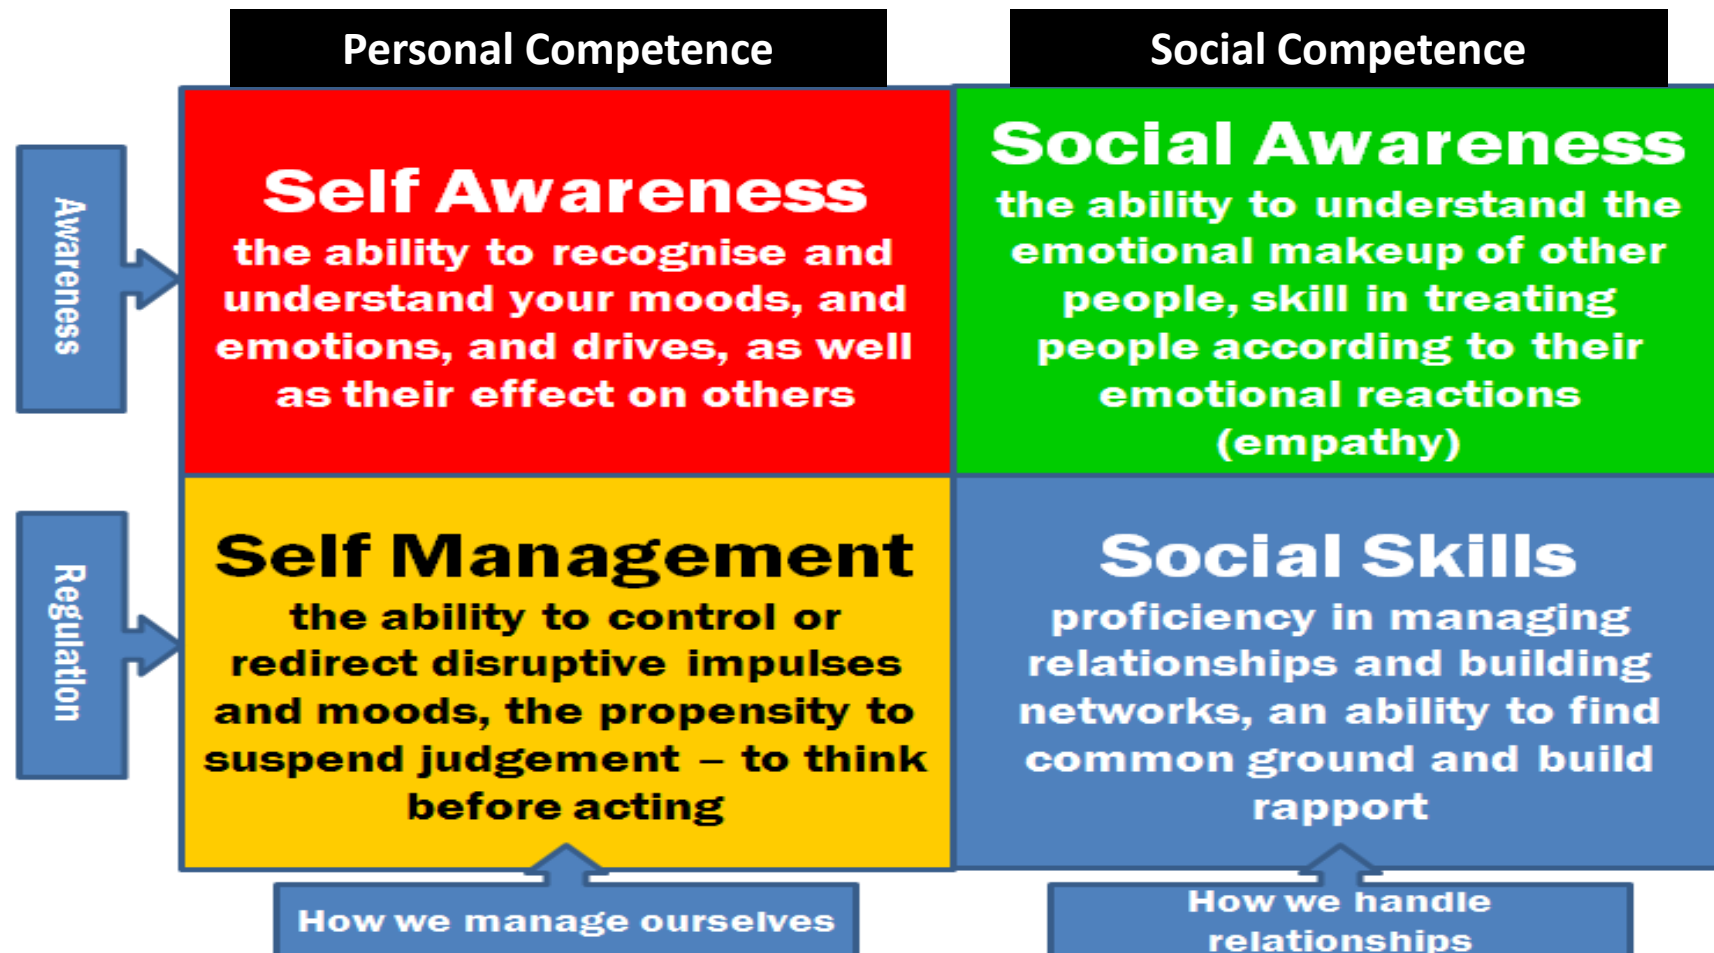 Personal Competence
Social Competence
Awareness
Self Awareness
the ability to recognise and
understand your moods, and
emotions, and drives, as well
as their effect on others
Social Awareness
the ability to understand the
emotional makeup of other
people, skill in treating
people according to their
emotional reactions
(empathy)
Regulation
Self Management
the ability to control or
redirect disruptive impulses
and moods, the propensity to
suspend judgement – to think
before acting
Social Skills
proficiency in managing
relationships and building
networks, an ability to find
common ground and build
rapport
How we manage ourselves
How we handle
relationships